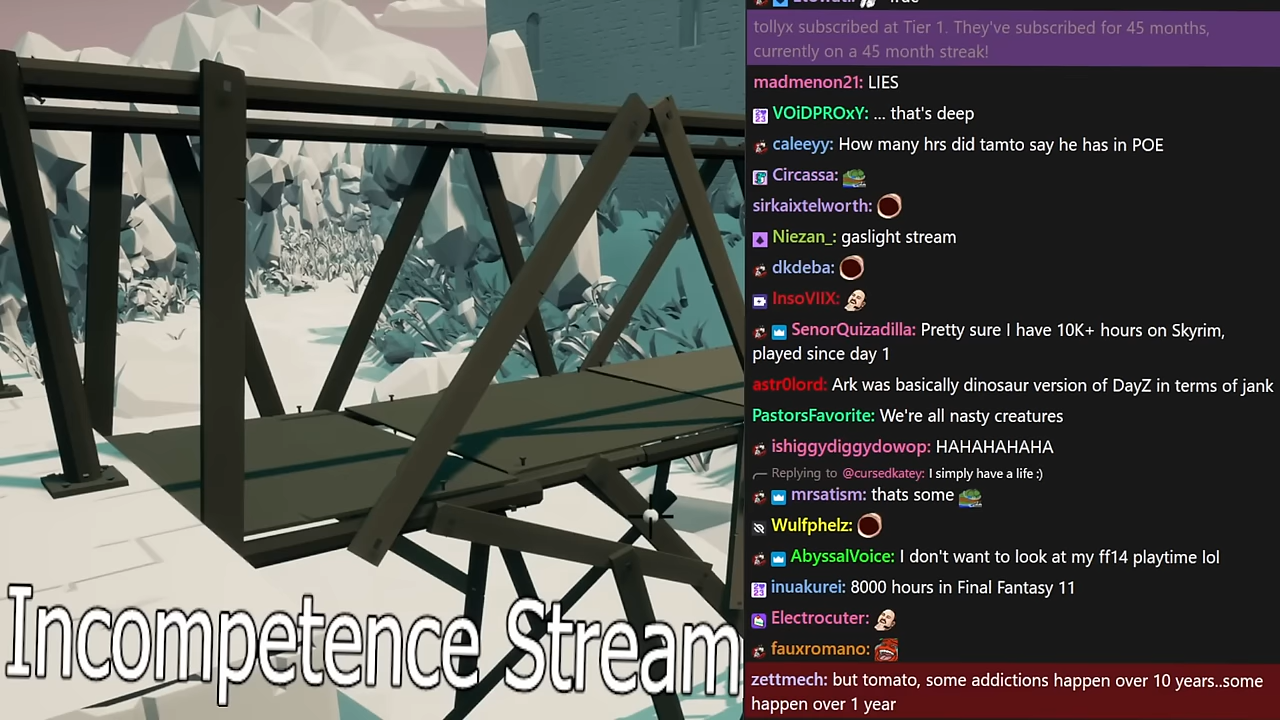 tollyx subscribed at Tier 1. They've subscribed for 45 months,
currently on a 45 month streak!
madmenon21: LIES
VOiDPROxY: ... that's deep
caleeyy: How many hrs did tamto say he has in POE
Circassa:
sirkaixtelworth:
Niezan_: gaslight stream
dkdeba:
InsoVIIX:
SenorQuizadilla: Pretty sure I have 10K+ hours on Skyrim,
played since day 1
astr0lord: Ark was basically dinosaur version of DayZ in terms of jank
PastorsFavorite: We're all nasty creatures
ishiggydiggydowop: HAHAHAHAHA
Replying to @cursedkatey: I simply have a life :)
mrsatism: thats some
Wulfphelz:
AbyssalVoice: I don't want to look at my ff14 playtime lol
inuakurei: 8000 hours in Final Fantasy 11
Electrocuter:
fauxromano:
zettmech: but tomato, some addictions happen over 10 years..some
happen over 1 year
Incompetence Stream